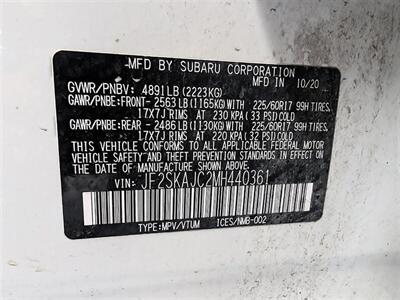 MFD BY SUBARU CORPORATION
MFD IN 10/20
GVWR/PNBV: 4891LB (2223KG)
GAWR/PNBE:FRONT- 2563 LB (1165KG) WITH 225/60R17 99H TIRES,
17X7J RIMS AT 230 KPA (33 PSI) COLD
GAWR/PNBE:REAR - 2486 LB (1130KG) WITH 225/60R17 99H TIRES,
17X7J RIMS AT 220 KPA (32 PSI) COLD
THIS VEHICLE CONFORMS TO ALL APPLICABLE FEDERAL MOTOR
VEHICLE SAFETY, BUMPER, AND THEFT PREVENTION STANDARDS
IN EFFECT ON THE DATE OF MANUFACTURE SHOWN ABOVE.
VIN: JF2SKAJC2MH440361
TYPE:MPV/VTUM ICES/NMB-002